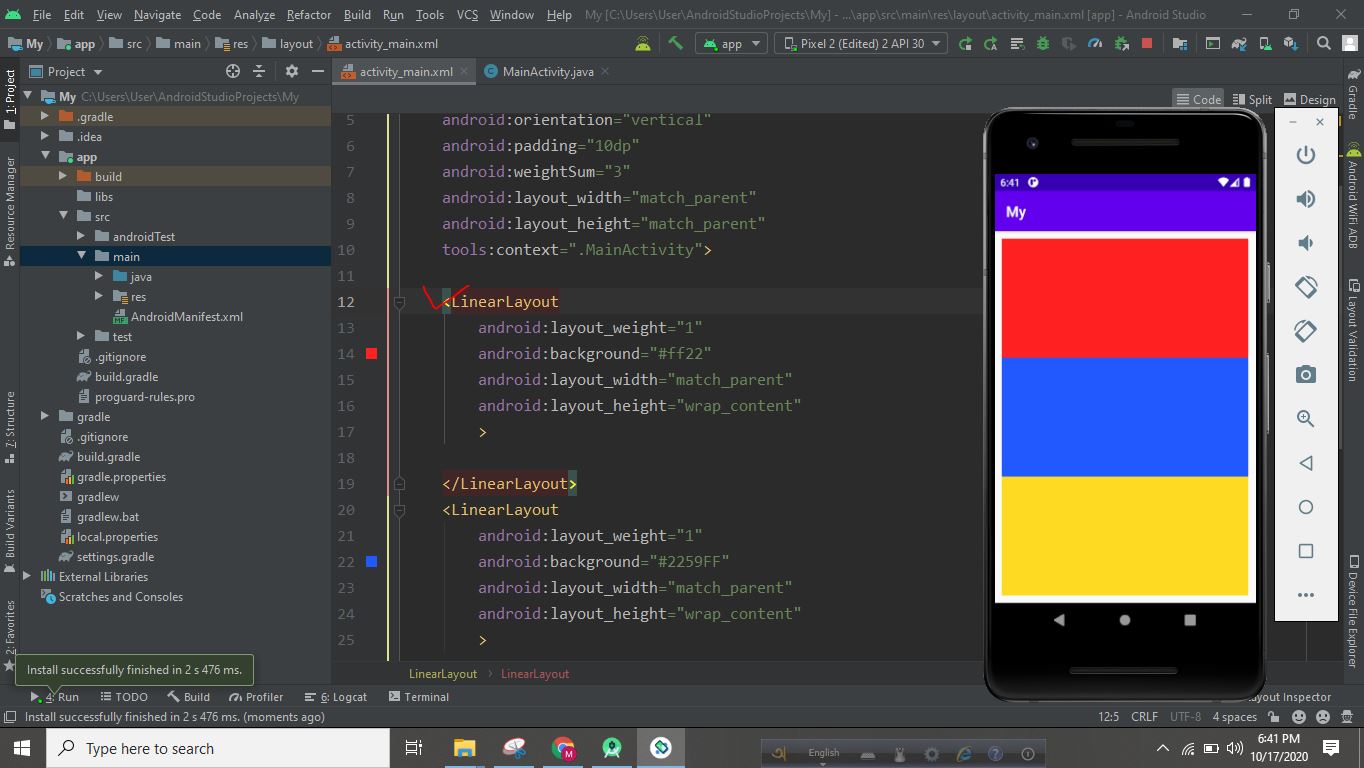 File Edit View Navigate Code Analyze Refactor Build Run Tools VCS Window Help My [C:\Users\User\AndroidStudioProjects\My] - ...\app\src\main\res\layout\activity_main.xml [app] - Android Studio
My app src main res layout activity_main.xml app Pixel 2 (Edited) 2 API 30
Project activity_main.xml MainActivity.java
Code Split Design
1: Project
Resource Manager
7: Structure
Build Variants
2: Favorites
My C:\Users\User\AndroidStudioProjects\My
.gradle
.idea
app
build
libs
src
androidTest
main
java
res
AndroidManifest.xml
test
.gitignore
build.gradle
proguard-rules.pro
gradle
.gitignore
build.gradle
gradle.properties
gradlew
gradlew.bat
local.properties
settings.gradle
External Libraries
Scratches and Consoles
5 android:orientation="vertical"
6 android:padding="10dp"
7 android:weightSum="3"
8 android:layout_width="match_parent"
9 android:layout_height="match_parent"
10 tools:context=".MainActivity">
11
12 <LinearLayout
13 android:layout_weight="1"
14 android:background="#ff22"
15 android:layout_width="match_parent"
16 android:layout_height="wrap_content"
17 >
18
19 </LinearLayout>
20 <LinearLayout
21 android:layout_weight="1"
22 android:background="#2259FF"
23 android:layout_width="match_parent"
24 android:layout_height="wrap_content"
25 >
LinearLayout LinearLayout
6:41
My
Gradle
Android WiFi ADB
Layout Validation
Device File Explorer
Install successfully finished in 2 s 476 ms.
4: Run TODO Build Profiler 6: Logcat Terminal ayout Inspector
Install successfully finished in 2 s 476 ms. (moments ago) 12:5 CRLF UTF-8 4 spaces
Type here to search
অ English
6:41 PM
10/17/2020